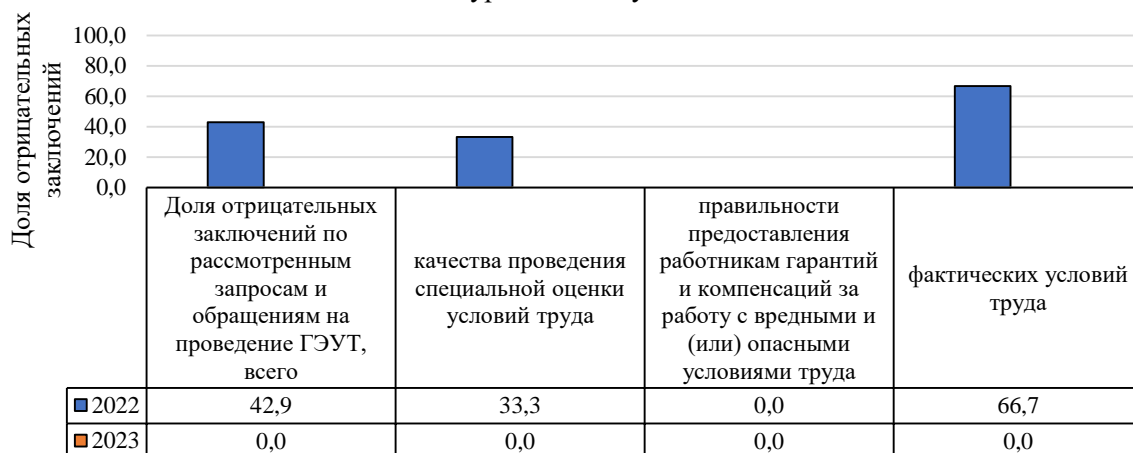 Доля отрицательных
заключений
100,0
80,0
60,0
40,0
20,0
0,0
Доля отрицательных
заключений по
рассмотренным
запросам и
обращениям на
проведение ГЭУТ,
всего
качества проведения
специальной оценки
условий труда
правильности
предоставления
работникам гарантий
и компенсаций за
работу с вредными и
(или) опасными
условиями труда
фактических условий
труда
2022 42,9 33,3 0,0 66,7
2023 0,0 0,0 0,0 0,0